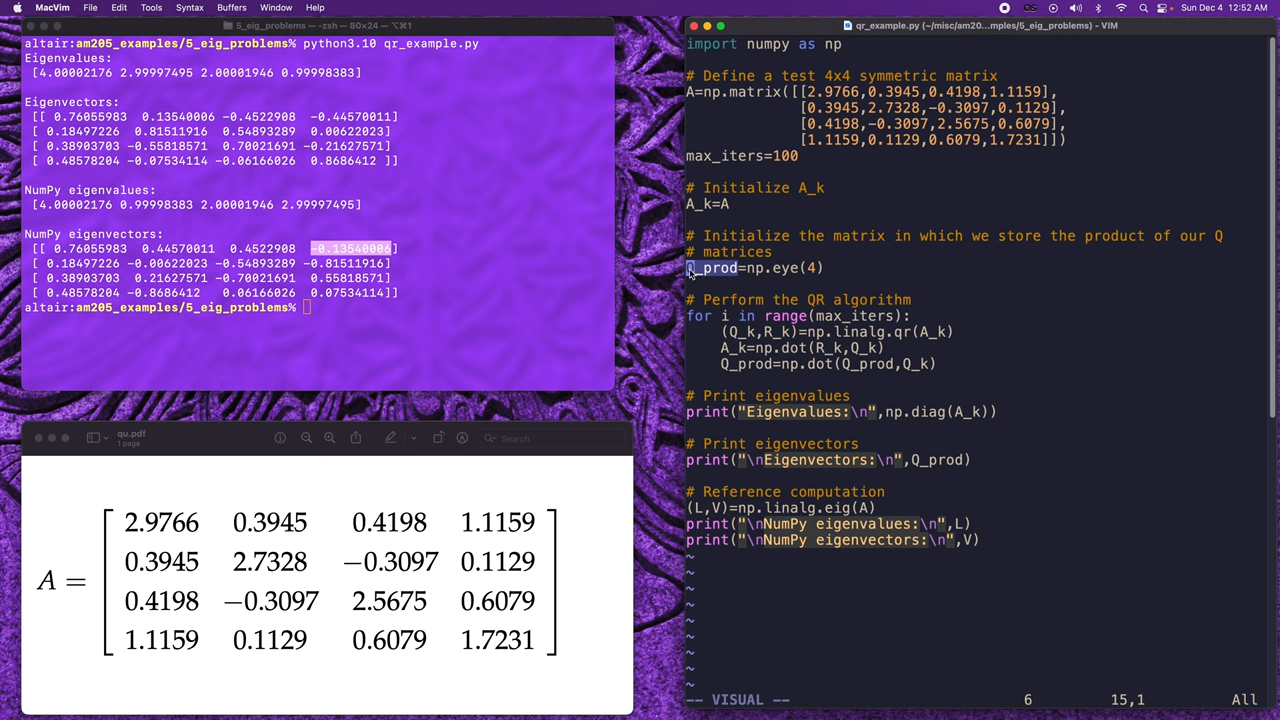 MacVim File Edit Tools Syntax Buffers Window Help Sun Dec 4 12:52 AM
5_eig_problems — -zsh — 80×24 — ⌥⌘1
altair:am205_examples/5_eig_problems% python3.10 qr_example.py
Eigenvalues:
[4.00002176 2.99997495 2.00001946 0.99998383]
Eigenvectors:
[[ 0.76055983 0.13540006 -0.4522908 -0.44570011]
[ 0.18497226 0.81511916 0.54893289 0.00622023]
[ 0.38903703 -0.55818571 0.70021691 -0.21627571]
[ 0.48578204 -0.07534114 -0.06166026 0.8686412 ]]
NumPy eigenvalues:
[4.00002176 0.99998383 2.00001946 2.99997495]
NumPy eigenvectors:
[[ 0.76055983 0.44570011 0.4522908 -0.13540006]
[ 0.18497226 -0.00622023 -0.54893289 -0.81511916]
[ 0.38903703 0.21627571 -0.70021691 0.55818571]
[ 0.48578204 -0.8686412 0.06166026 0.07534114]]
altair:am205_examples/5_eig_problems%
qu.pdf
1 page
Search
A =
2.9766 0.3945 0.4198 1.1159
0.3945 2.7328 −0.3097 0.1129
0.4198 −0.3097 2.5675 0.6079
1.1159 0.1129 0.6079 1.7231
qr_example.py (~/misc/am20...mples/5_eig_problems) - VIM
import numpy as np
# Define a test 4x4 symmetric matrix
A=np.matrix([[2.9766,0.3945,0.4198,1.1159],
[0.3945,2.7328,-0.3097,0.1129],
[0.4198,-0.3097,2.5675,0.6079],
[1.1159,0.1129,0.6079,1.7231]])
max_iters=100
# Initialize A_k
A_k=A
# Initialize the matrix in which we store the product of our Q
# matrices
Q_prod=np.eye(4)
# Perform the QR algorithm
for i in range(max_iters):
(Q_k,R_k)=np.linalg.qr(A_k)
A_k=np.dot(R_k,Q_k)
Q_prod=np.dot(Q_prod,Q_k)
# Print eigenvalues
print("Eigenvalues:\n",np.diag(A_k))
# Print eigenvectors
print("\nEigenvectors:\n",Q_prod)
# Reference computation
(L,V)=np.linalg.eig(A)
print("\nNumPy eigenvalues:\n",L)
print("\nNumPy eigenvectors:\n",V)
~
~
~
~
~
~
~
~
~
-- VISUAL -- 6 15,1 All